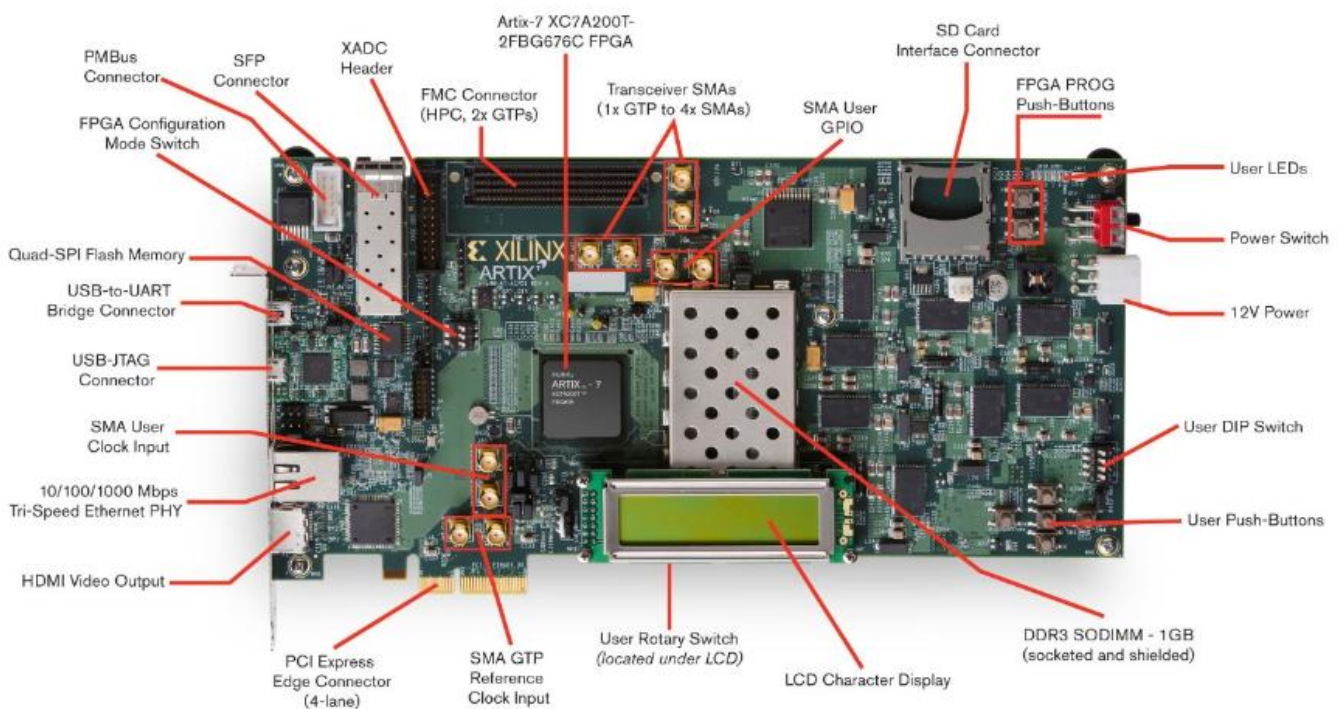 Artix-7 XC7A200T-
2FBG676C FPGA
SD Card
Interface Connector
PMBus
Connector
SFP
Connector
XADC
Header
FMC Connector
(HPC, 2x GTPs)
Transceiver SMAs
(1x GTP to 4x SMAs)
SMA User
GPIO
FPGA PROG
Push-Buttons
FPGA Configuration
Mode Switch
User LEDs
Power Switch
Quad-SPI Flash Memory
XILINX
ARTIX
USB-to-UART
Bridge Connector
12V Power
USB-JTAG
Connector
ARTIX - 7
SMA User
Clock Input
User DIP Switch
10/100/1000 Mbps
Tri-Speed Ethernet PHY
User Push-Buttons
HDMI Video Output
PCI Express
Edge Connector
(4-lane)
SMA GTP
Reference
Clock Input
User Rotary Switch
(located under LCD)
LCD Character Display
DDR3 SODIMM - 1GB
(socketed and shielded)